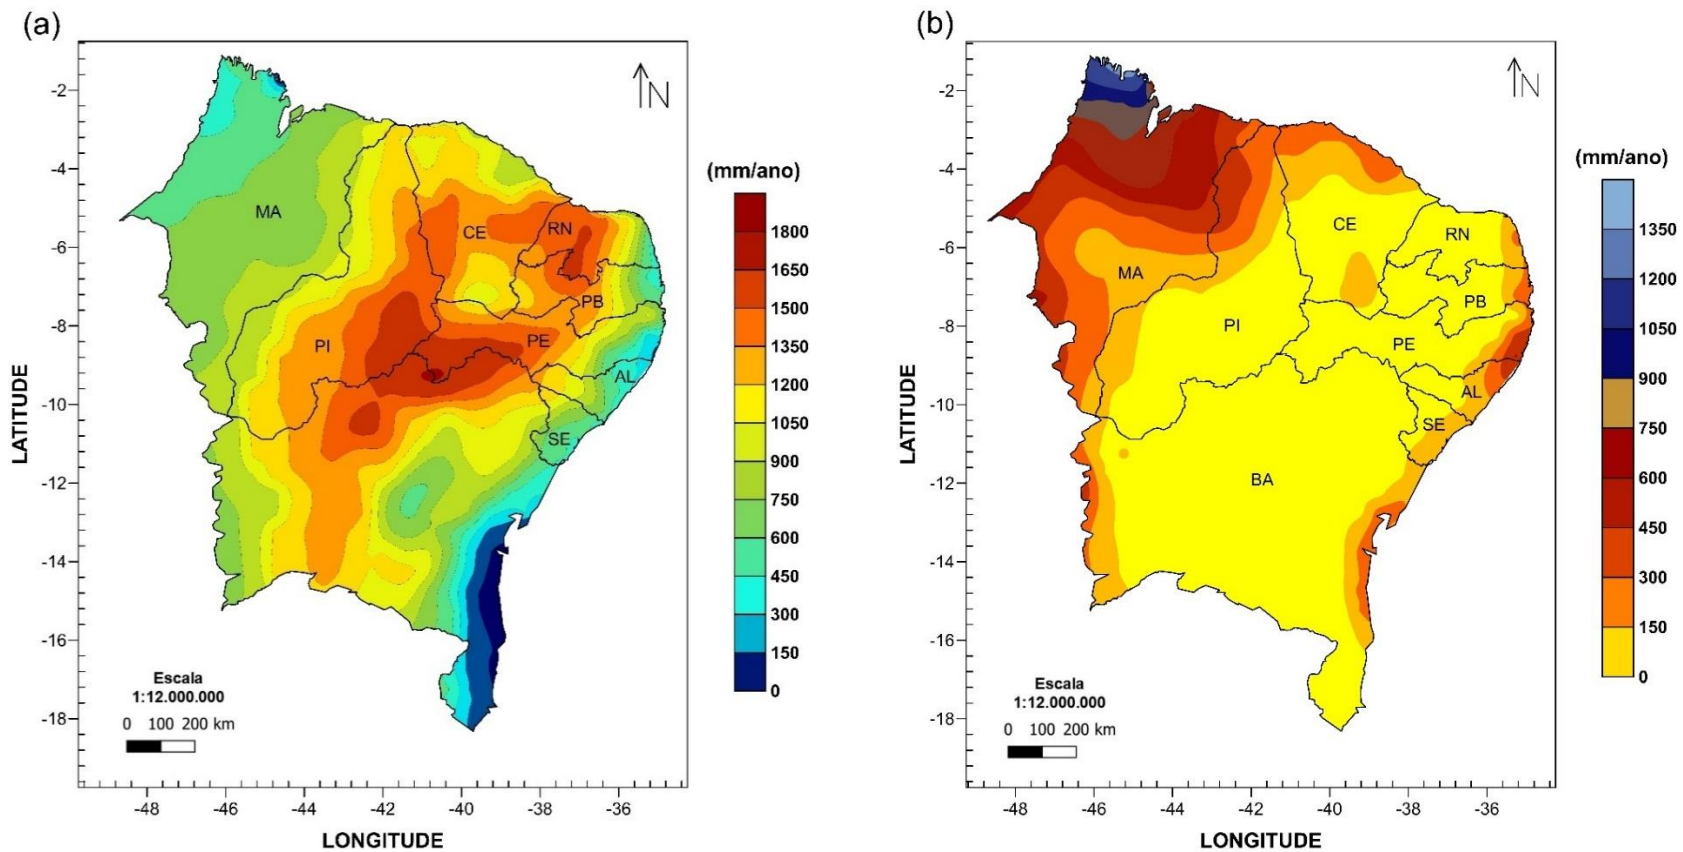 (a)
N
-2
-4
-6
-8
-10
-12
-14
-16
-18
LATITUDE
MA
CE
RN
PB
PI
PE
AL
SE
Escala
1:12.000.000
0 100 200 km
-48 -46 -44 -42 -40 -38 -36
LONGITUDE
(mm/ano)
1800
1650
1500
1350
1200
1050
900
750
600
450
300
150
0
(b)
N
-2
-4
-6
-8
-10
-12
-14
-16
-18
LATITUDE
CE
RN
MA
PB
PI
PE
AL
SE
BA
Escala
1:12.000.000
0 100 200 km
-48 -46 -44 -42 -40 -38 -36
LONGITUDE
(mm/ano)
1350
1200
1050
900
750
600
450
300
150
0